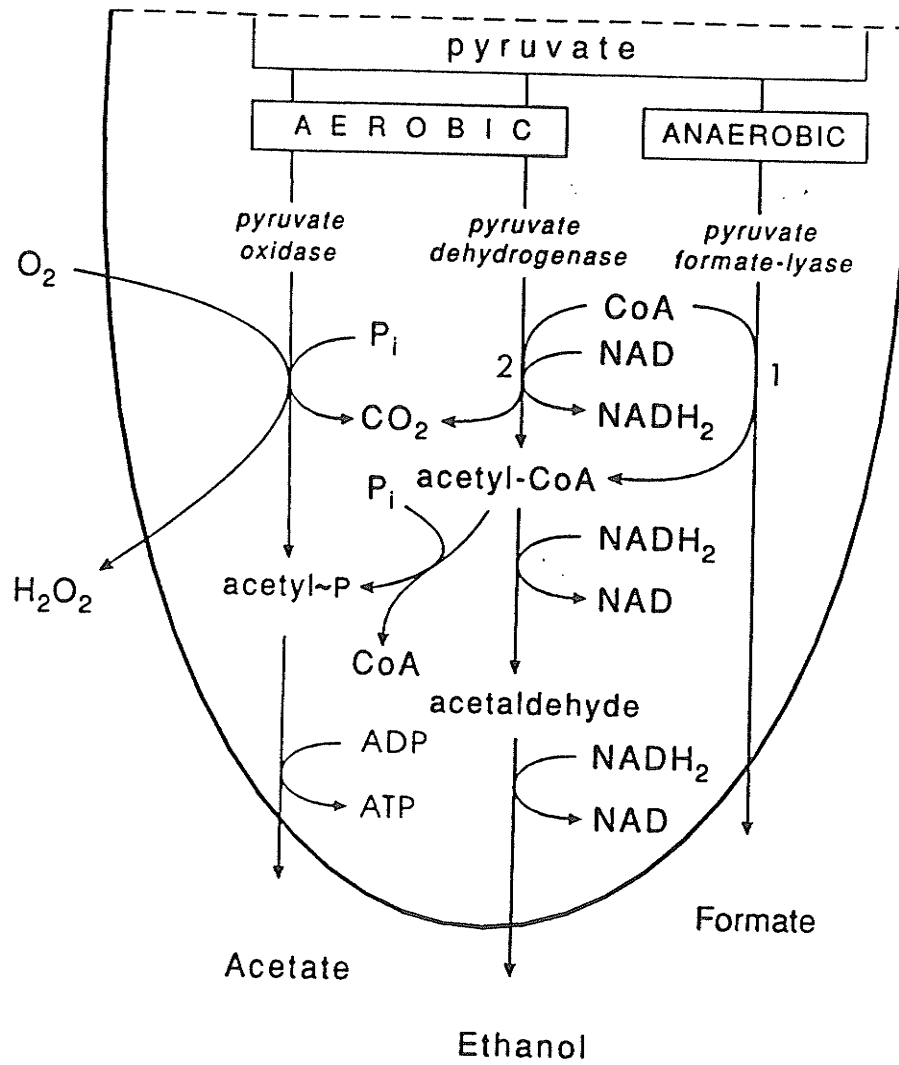 pyruvate
AEROBIC
ANAEROBIC
pyruvate
oxidase
pyruvate
dehydrogenase
pyruvate
formate-lyase
O₂
Pᵢ
CO₂
H₂O₂
2
CoA
NAD
NADH₂
1
acetyl-CoA
Pᵢ
acetyl~P
CoA
NADH₂
NAD
acetaldehyde
ADP
ATP
NADH₂
NAD
Acetate
Ethanol
Formate